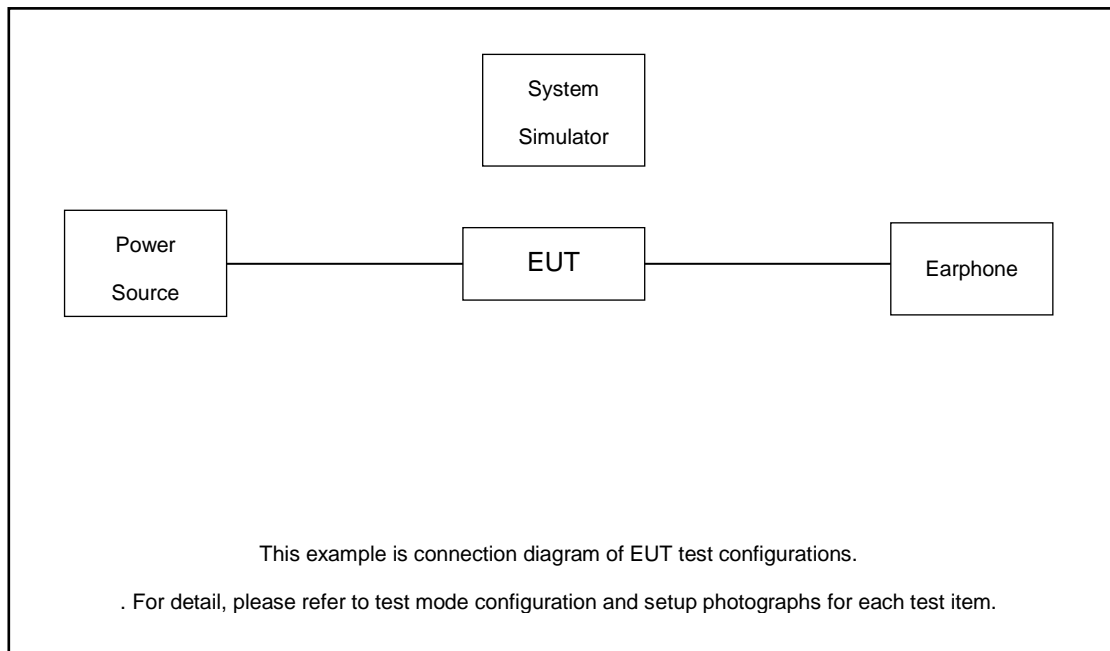 System
Simulator
Power
Source
EUT
Earphone
This example is connection diagram of EUT test configurations.
. For detail, please refer to test mode configuration and setup photographs for each test item.